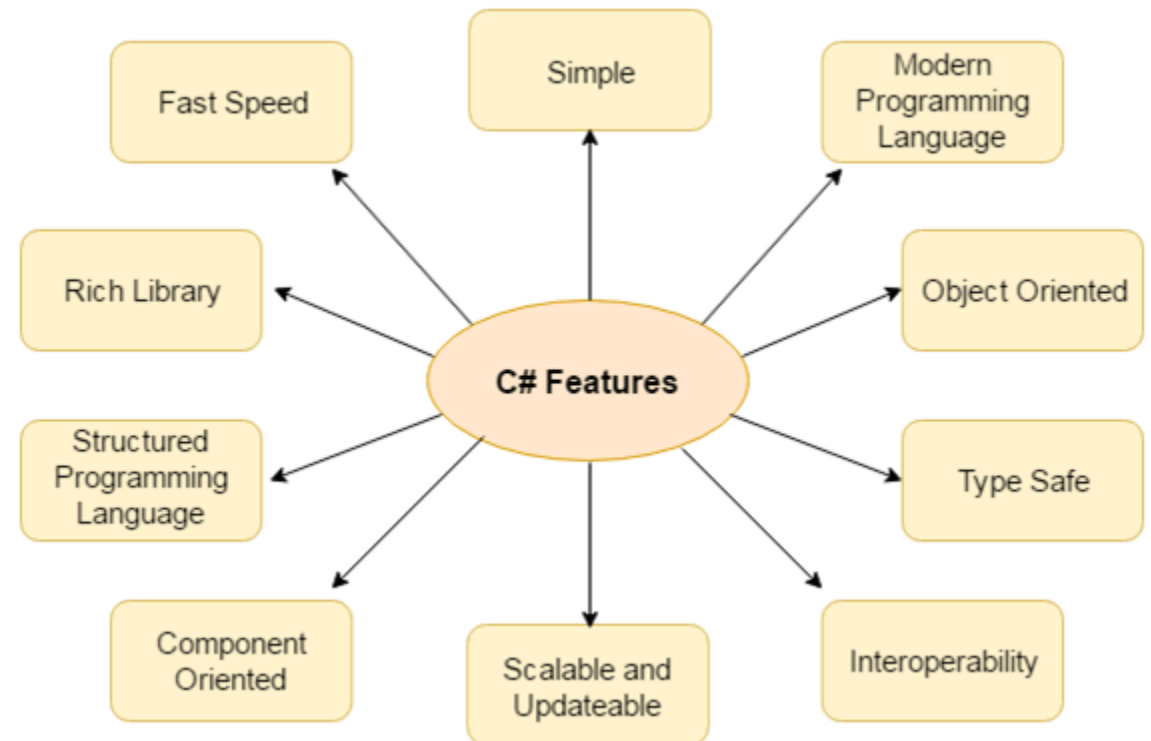 Simple
Fast Speed
Modern
Programming
Language
Rich Library
Object Oriented
C# Features
Structured
Programming
Language
Type Safe
Component
Oriented
Scalable and
Updateable
Interoperability